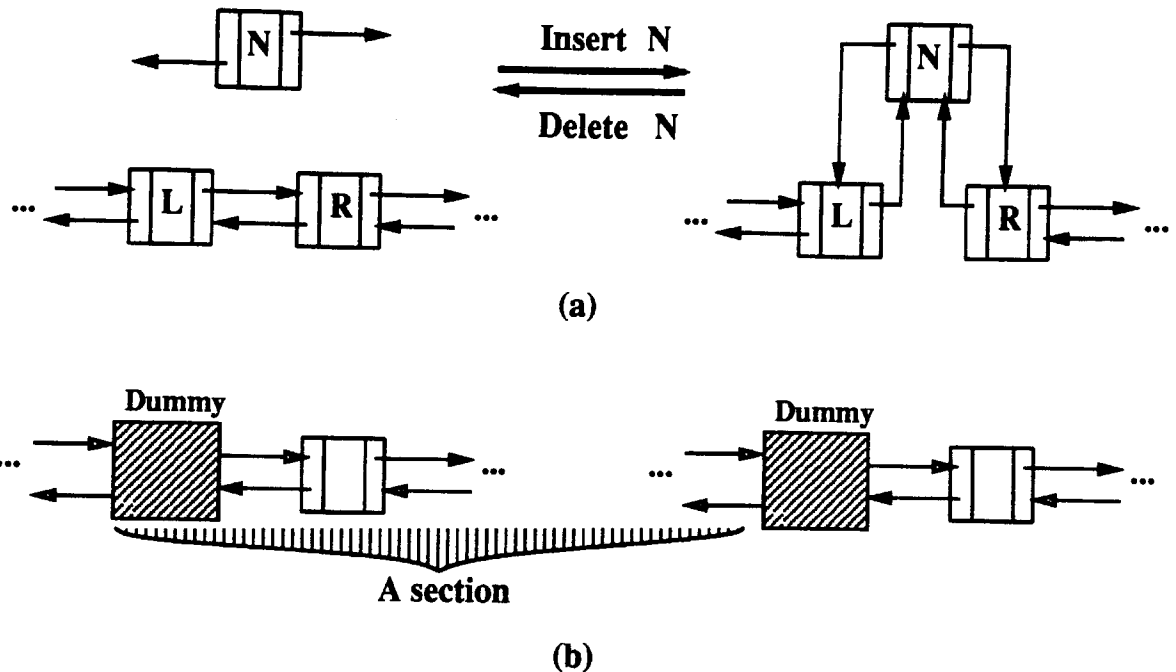 N
Insert N
N
Delete N
... L R ...
... L R ...
(a)
Dummy
Dummy
... ... ... ...
A section
(b)